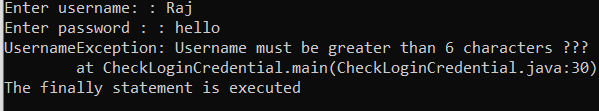 Enter username: : Raj
Enter password : : hello
UsernameException: Username must be greater than 6 characters ???
at CheckLoginCredential.main(CheckLoginCredential.java:30)
The finally statement is executed